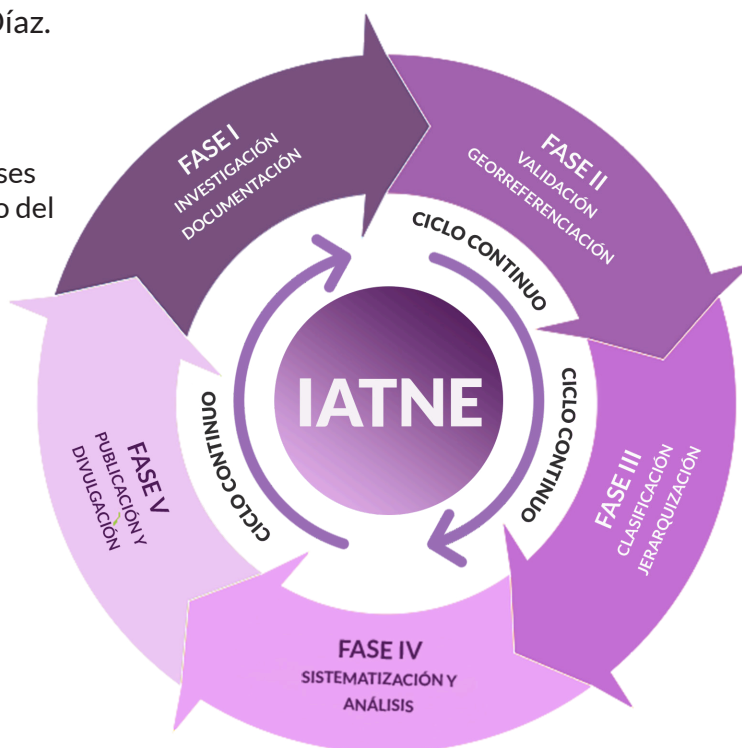 Díaz.
ses
o del
FASE I
INVESTIGACIÓN
DOCUMENTACIÓN
FASE II
VALIDACIÓN
GEORREFERENCIACIÓN
CICLO CONTINUO
IATNE
CICLO CONTINUO
CICLO CONTINUO
FASE III
CLASIFICACIÓN
JERARQUIZACIÓN
FASE IV
SISTEMATIZACIÓN Y
ANÁLISIS
FASE V
PUBLICACIÓN Y
DIVULGACIÓN